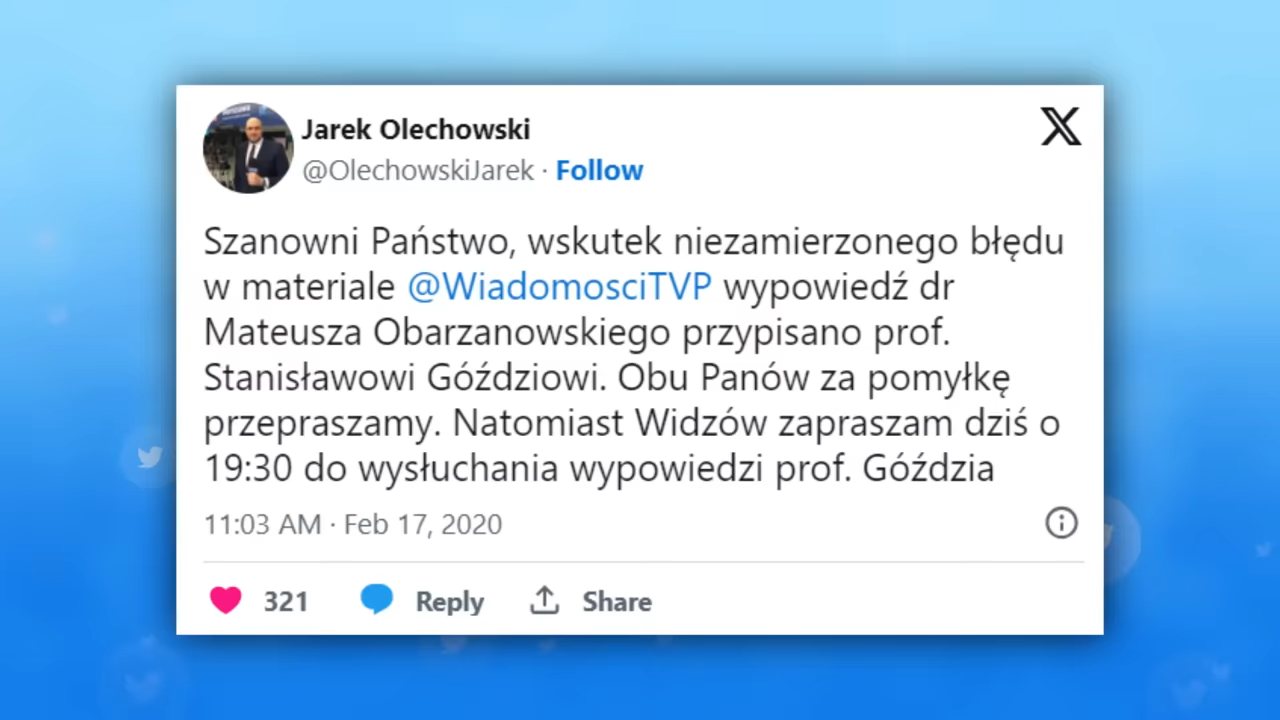 Jarek Olechowski
@OlechowskiJarek · Follow
Szanowni Państwo, wskutek niezamierzonego błędu
w materiale @WiadomosciTVP wypowiedź dr
Mateusza Obarzanowskiego przypisano prof.
Stanisławowi Góździowi. Obu Panów za pomyłkę
przepraszamy. Natomiast Widzów zapraszam dziś o
19:30 do wysłuchania wypowiedzi prof. Góździa
11:03 AM · Feb 17, 2020
321 Reply Share